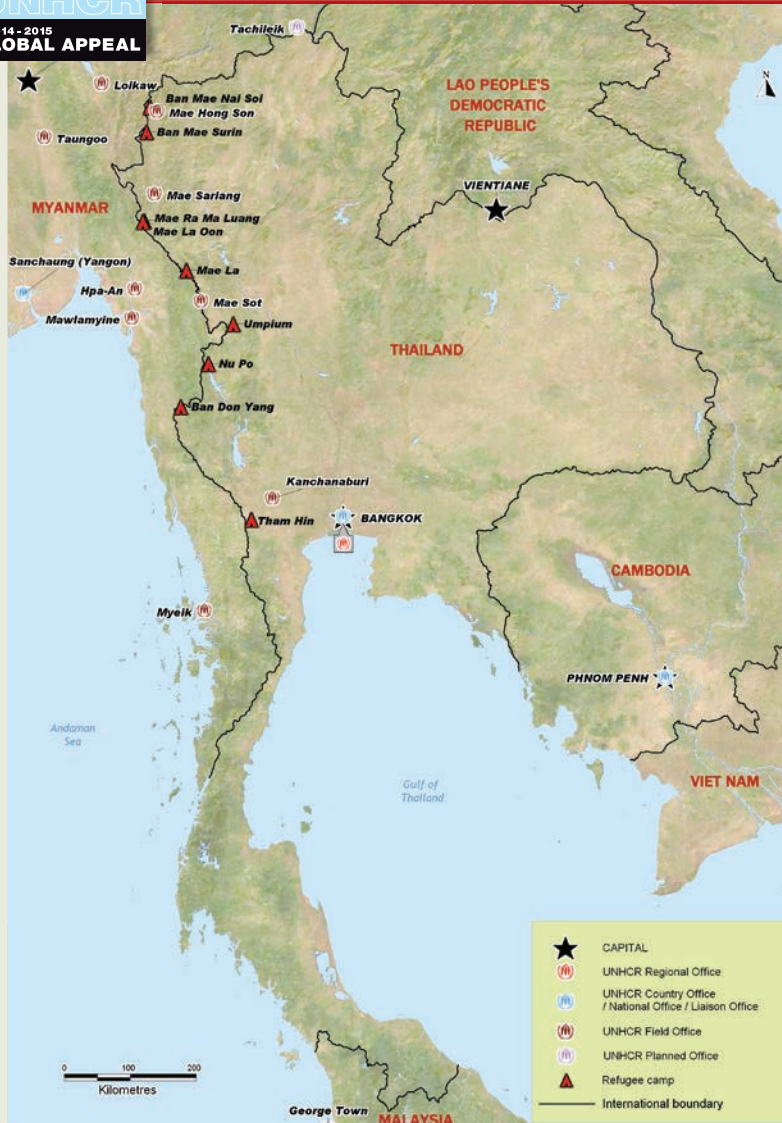 UNHCR
14 - 2015
LOBAL APPEAL
Tachileik
Loikaw
Ban Mae Nai Soi
Mae Hong Son
Ban Mae Surin
Taungoo
LAO PEOPLE'S
DEMOCRATIC
REPUBLIC
N
VIENTIANE
Mae Sariang
MYANMAR
Mae Ra Ma Luang
Mae La Oon
Sanchaung (Yangon)
Mae La
Hpa-An
Mae Sot
Mawlamyine
Umpium
THAILAND
Nu Po
Ban Don Yang
Kanchanaburi
Tham Hin
BANGKOK
CAMBODIA
Myeik
PHNOM PENH
Andaman
Sea
Gulf of
Thailand
VIET NAM
CAPITAL
UNHCR Regional Office
UNHCR Country Office
/ National Office / Liaison Office
UNHCR Field Office
UNHCR Planned Office
Refugee camp
International boundary
0 100 200
Kilometres
George Town
MALAYSIA